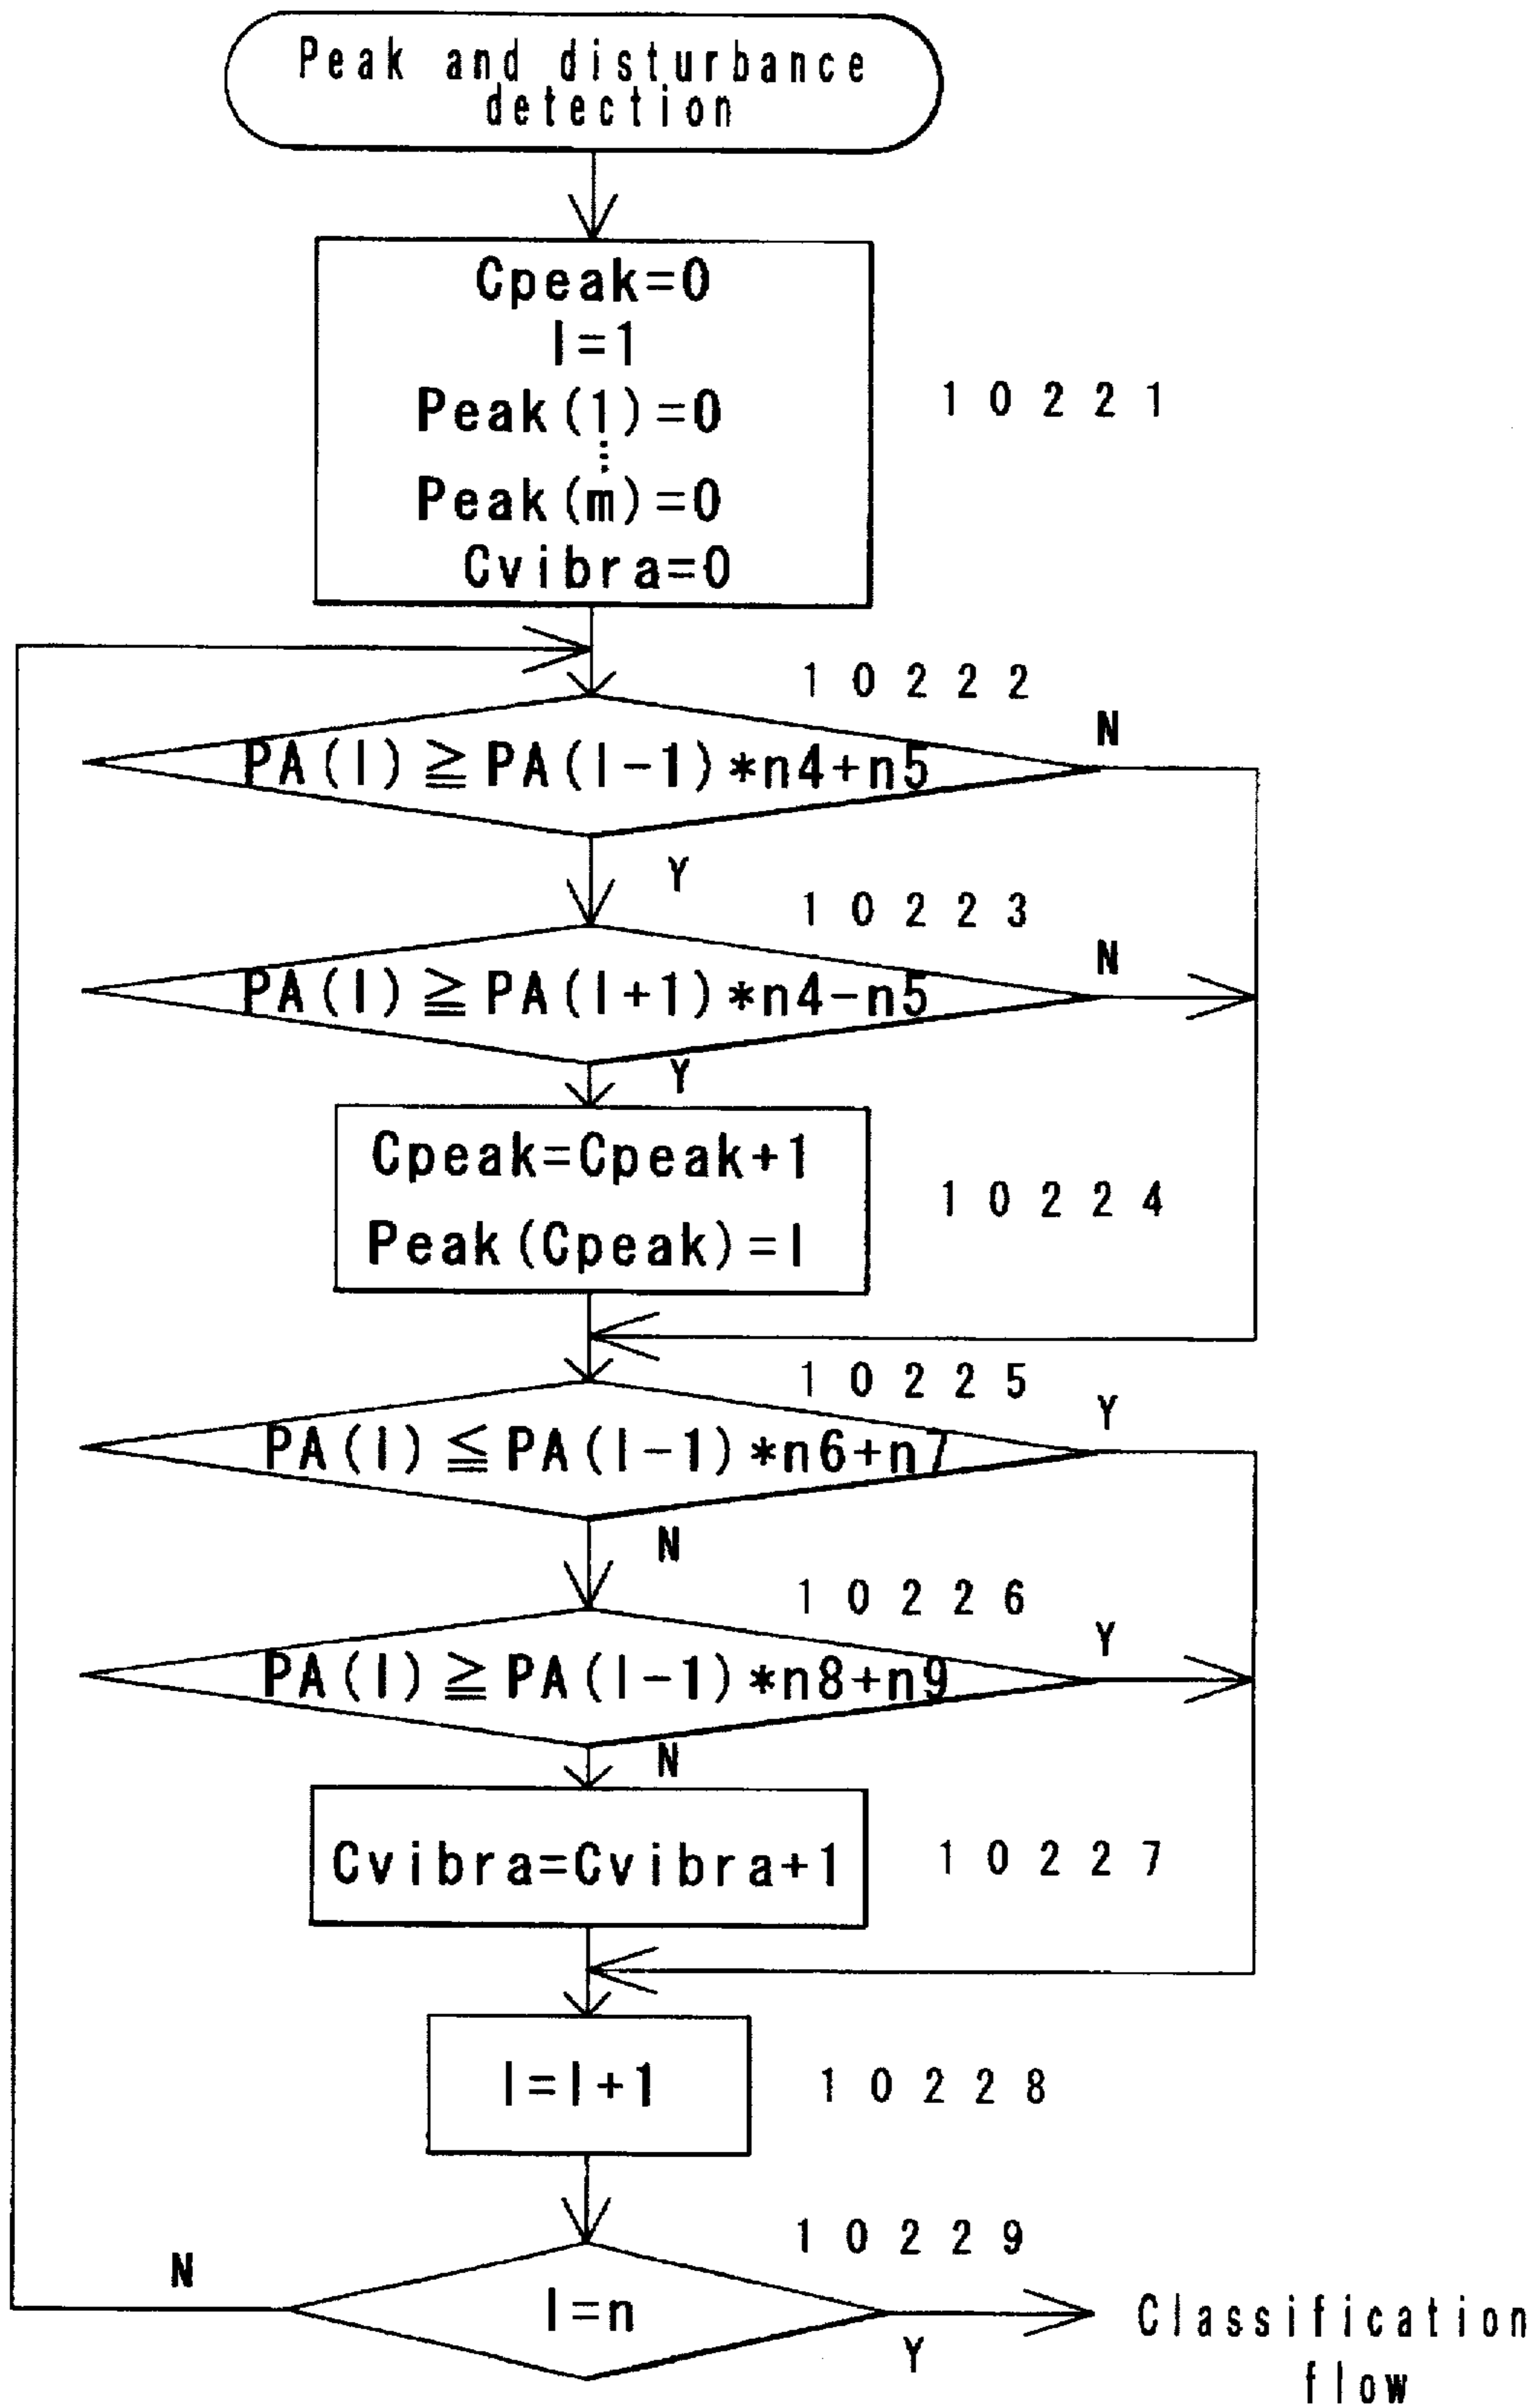 Peak and disturbance
detection
Cpeak=0
I=1
Peak(1)=0
⋮
Peak(m)=0
Cvibra=0
10221
10222
N
PA(I)≧PA(I-1)*n4+n5
Y
10223
N
PA(I)≧PA(I+1)*n4-n5
Y
Cpeak=Cpeak+1
Peak(Cpeak)=I
10224
10225
Y
PA(I)≦PA(I-1)*n6+n7
N
10226
Y
PA(I)≧PA(I-1)*n8+n9
N
Cvibra=Cvibra+1
10227
I=I+1
10228
10229
N
I=n
Y
Classification
flow